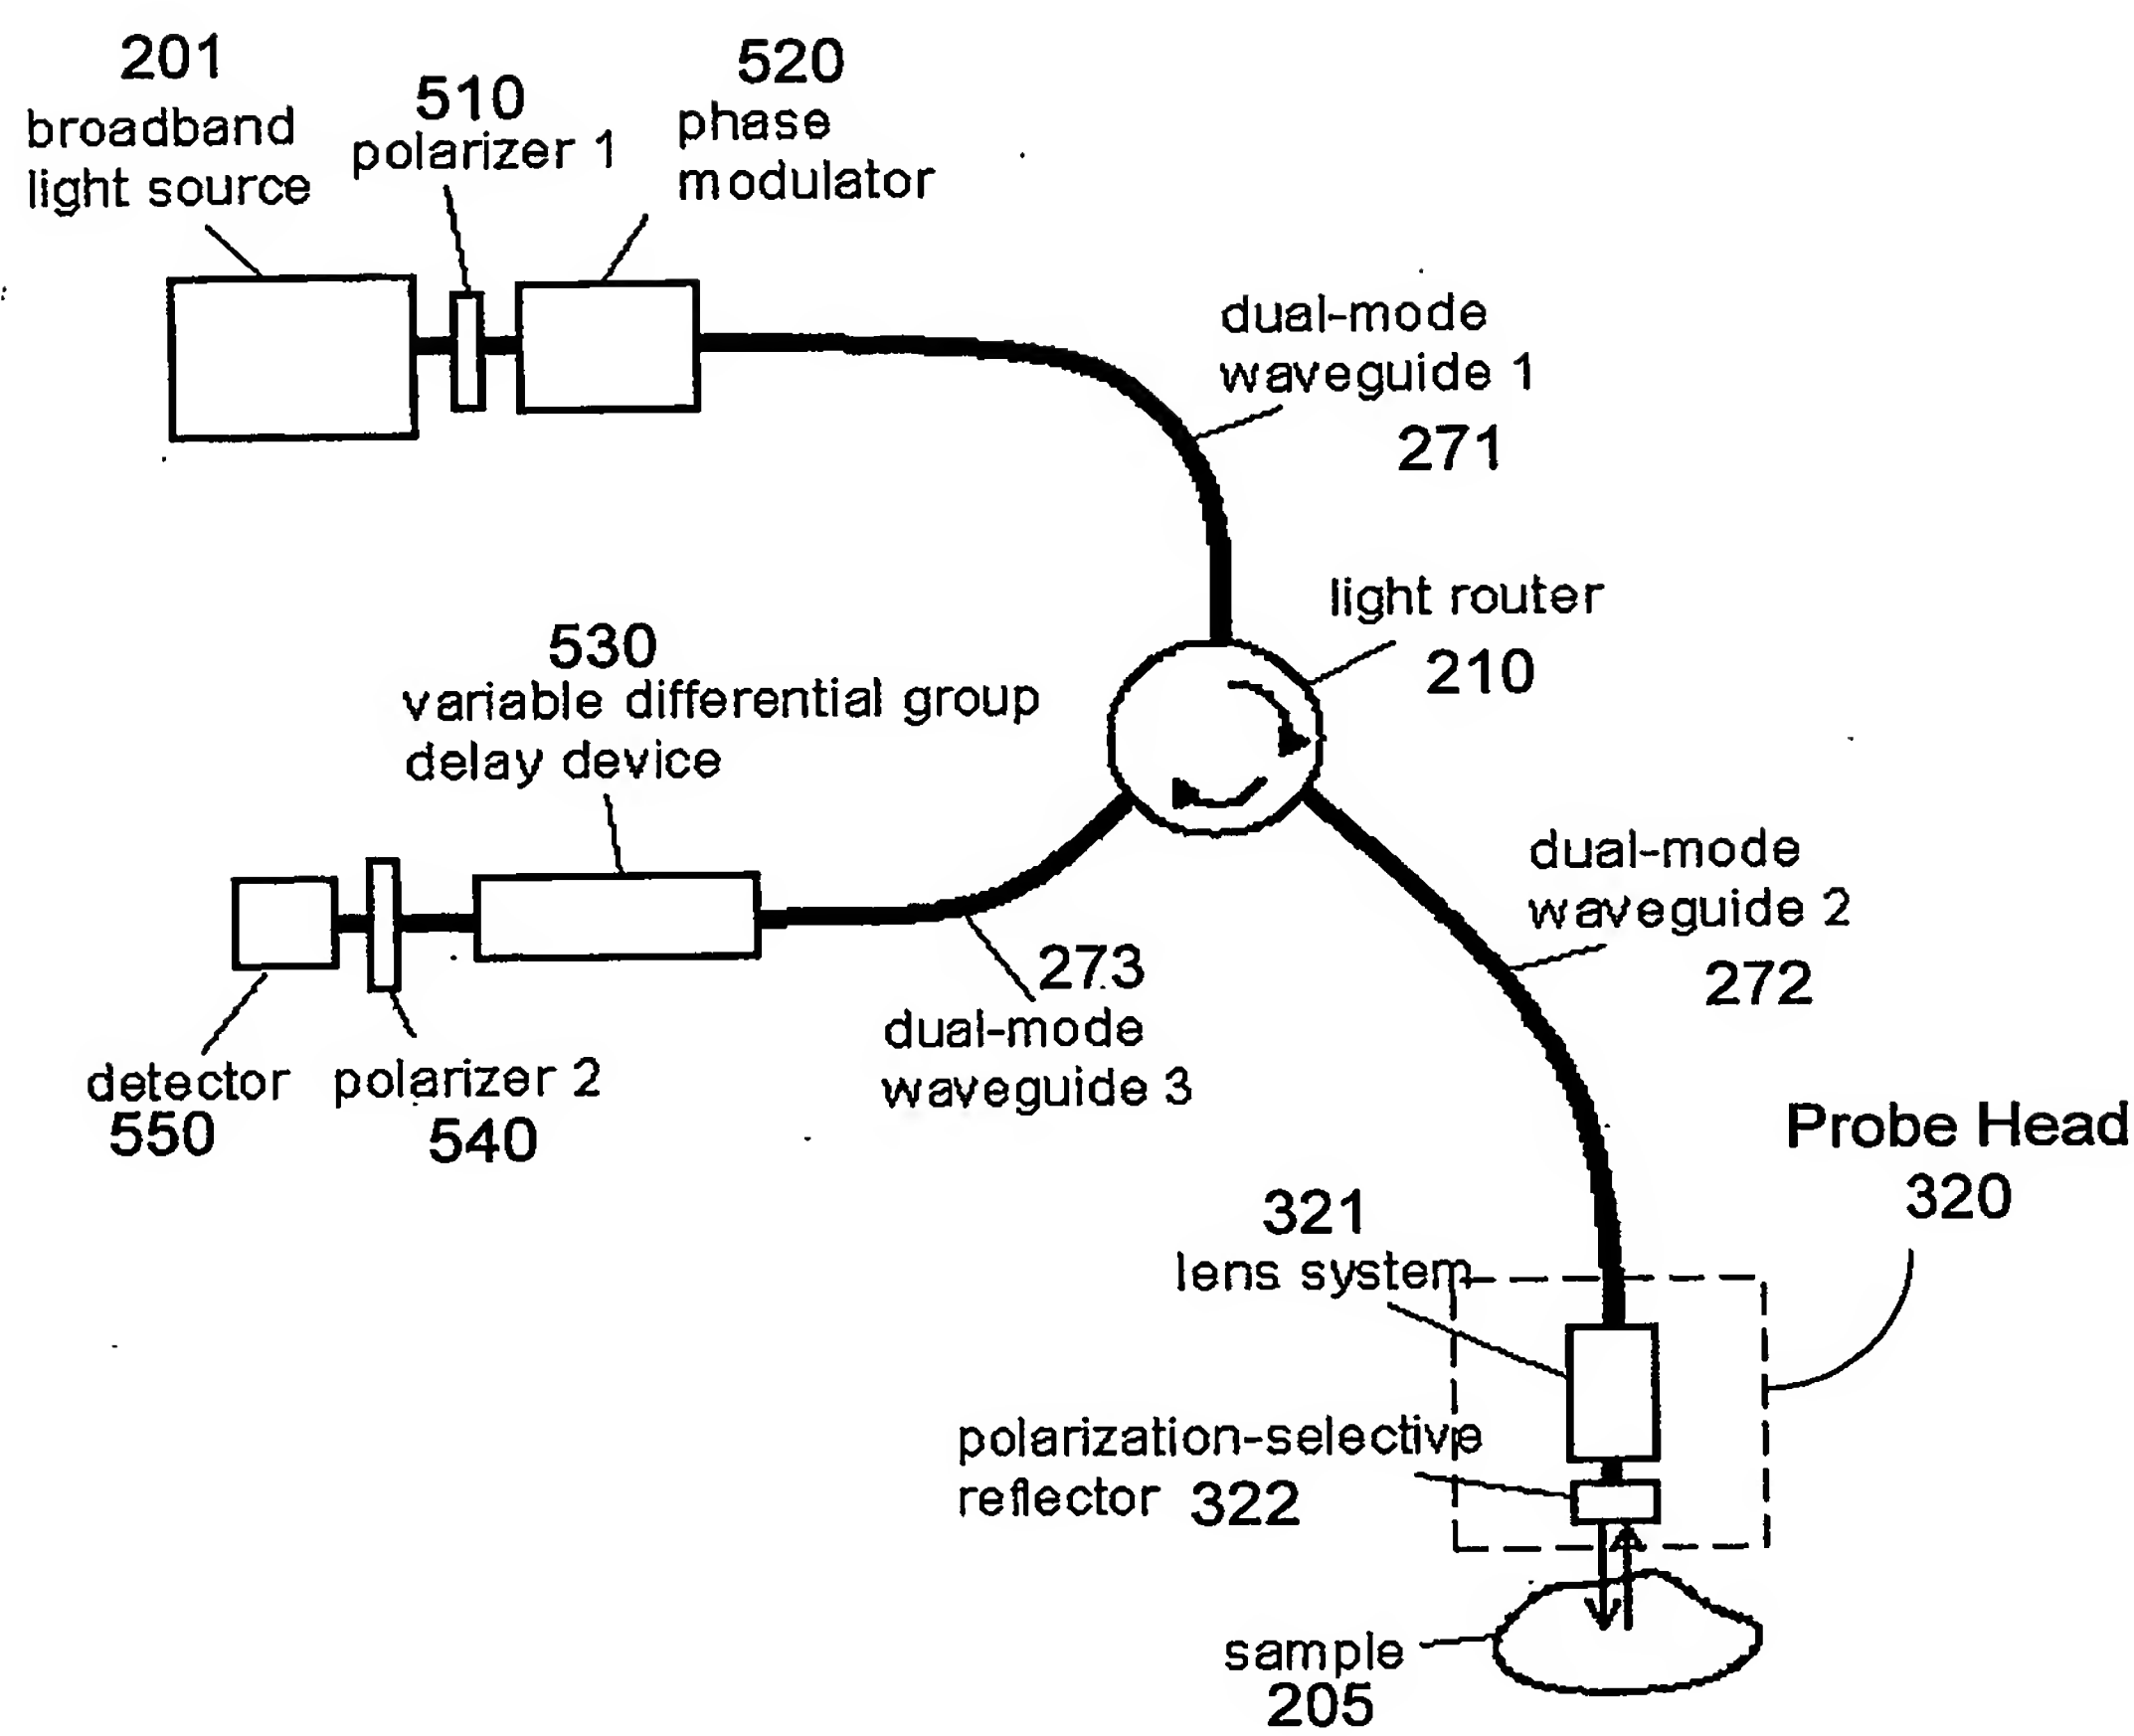 201
broadband
light source
510
polarizer 1
520
phase
modulator
dual-mode
waveguide 1
271
light router
210
530
variable differential group
delay device
dual-mode
waveguide 2
272
273
dual-mode
waveguide 3
detector
550
polarizer 2
540
Probe Head
320
321
lens system
polarization-selective
reflector 322
sample
205